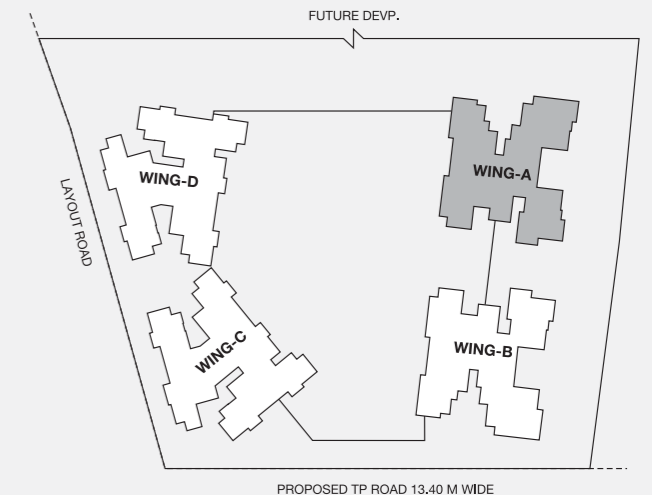 FUTURE DEVP.
WING-D
WING-A
LAYOUT ROAD
WING-C
WING-B
PROPOSED TP ROAD 13.40 M WIDE